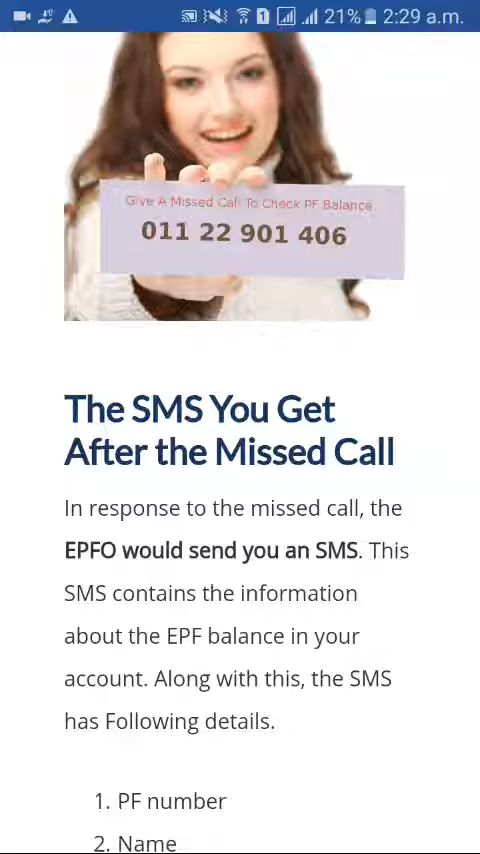 1 21% 2:29 a.m.
Give A Missed Call To Check PF Balance
011 22 901 406
The SMS You Get
After the Missed Call
In response to the missed call, the
EPFO would send you an SMS. This
SMS contains the information
about the EPF balance in your
account. Along with this, the SMS
has Following details.
1. PF number
2. Name